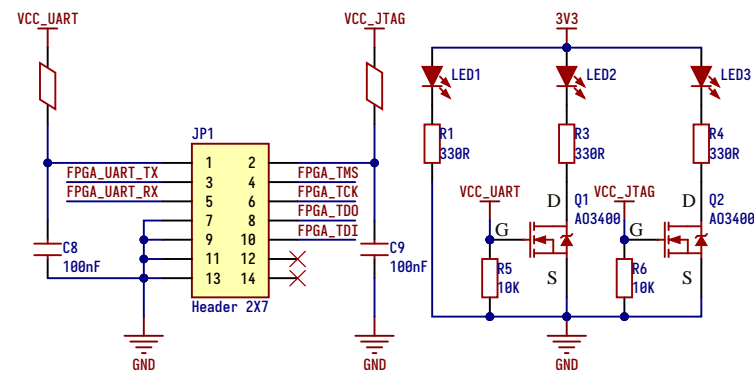 VCC_UART
VCC_JTAG
3V3
LED1
LED2
LED3
JP1
R1
330R
R3
330R
R4
330R
1
2
FPGA_UART_TX
3
4
FPGA_TMS
FPGA_UART_RX
5
6
FPGA_TCK
7
8
FPGA_TDO
9
10
FPGA_TDI
11
12
13
14
Header 2X7
C8
100nF
C9
100nF
VCC_UART
D
Q1
AO3400
G
S
R5
10K
VCC_JTAG
D
Q2
AO3400
G
S
R6
10K
GND
GND
GND